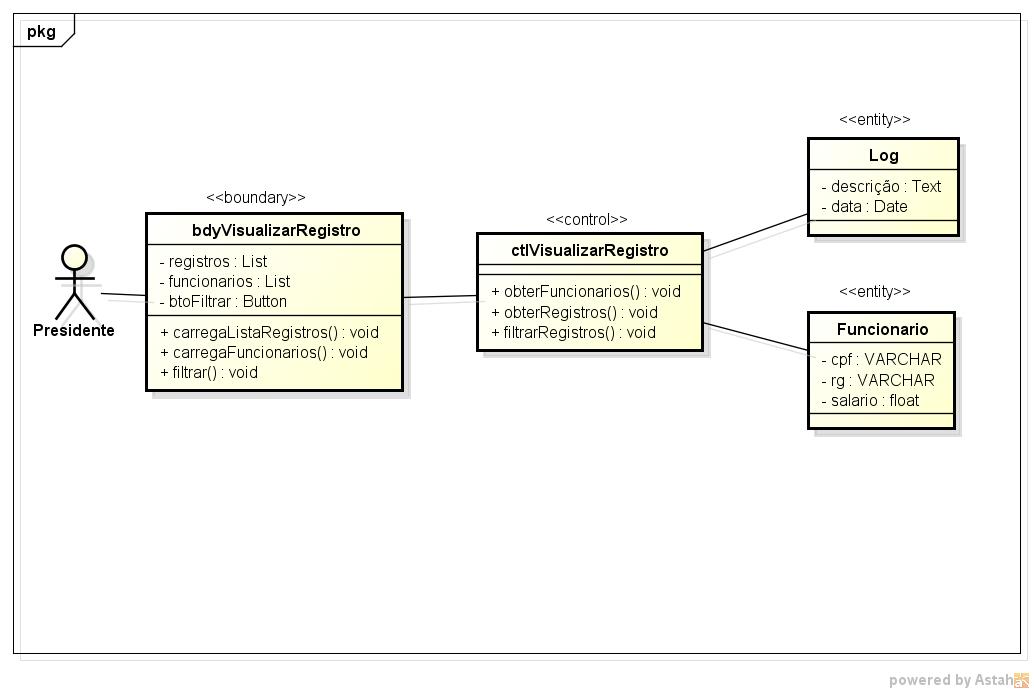 pkg
<<boundary>>
bdyVisualizarRegistro
- registros : List
- funcionarios : List
- btoFiltrar : Button
+ carregaListaRegistros() : void
+ carregaFuncionarios() : void
+ filtrar() : void
Presidente
<<control>>
ctlVisualizarRegistro
+ obterFuncionarios() : void
+ obterRegistros() : void
+ filtrarRegistros() : void
<<entity>>
Log
- descrição : Text
- data : Date
<<entity>>
Funcionario
- cpf : VARCHAR
- rg : VARCHAR
- salario : float
powered by Astah